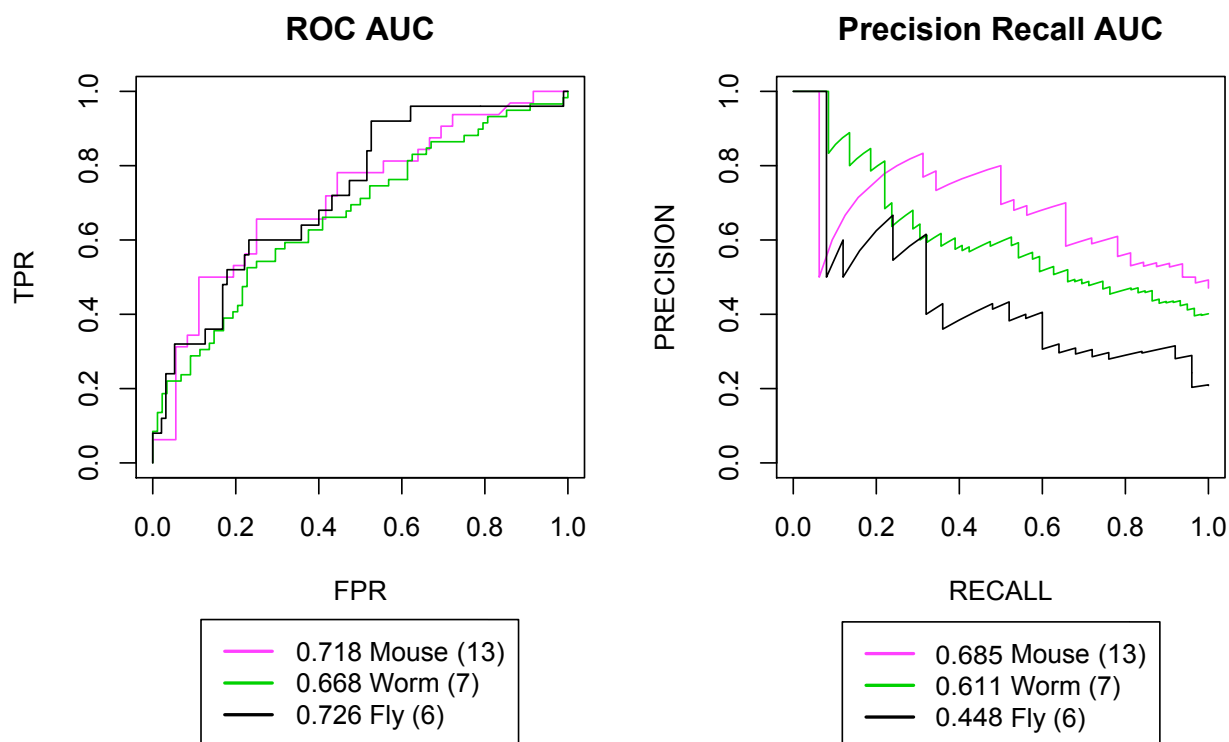 ROC AUC
TPR
1.0
0.8
0.6
0.4
0.2
0.0
0.0 0.2 0.4 0.6 0.8 1.0
FPR
0.718 Mouse (13)
0.668 Worm (7)
0.726 Fly (6)
Precision Recall AUC
PRECISION
1.0
0.8
0.6
0.4
0.2
0.0
0.0 0.2 0.4 0.6 0.8 1.0
RECALL
0.685 Mouse (13)
0.611 Worm (7)
0.448 Fly (6)